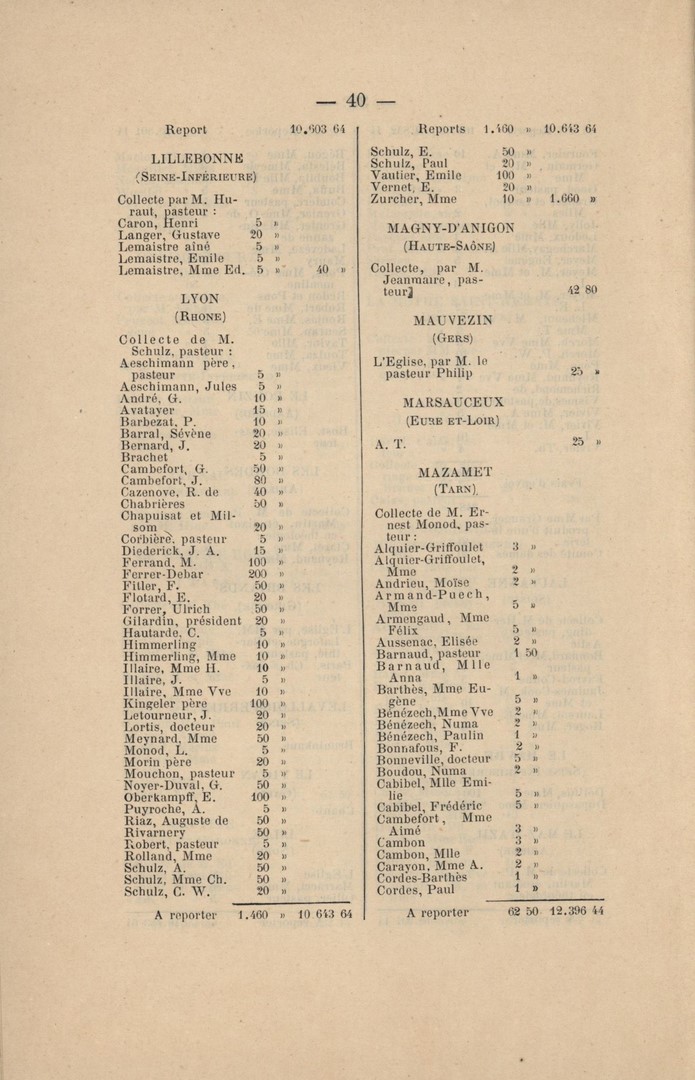 — 40 —
Report 10.603 64
LILLEBONNE
(SEINE-INFÉRIEURE)
Collecte par M. Hu-
raut, pasteur :
Caron, Henri 5 »
Langer, Gustave 20 »
Lemaistre aîné 5 »
Lemaistre, Emile 5 »
Lemaistre, Mme Ed. 5 » 40 »
LYON
(RHONE)
Collecte de M.
Schulz, pasteur :
Aeschimann père,
pasteur 5 »
Aeschimann, Jules 5 »
André, G. 10 »
Avatayer 15 »
Barbezat, P. 10 »
Barral, Sévène 20 »
Bernard, J. 20 »
Brachet 5 »
Cambefort, G. 50 »
Cambefort, J. 80 »
Cazenove, R. de 40 »
Chabrières 50 »
Chapuisat et Mil-
som 20 »
Corbière, pasteur 5 »
Diederick, J. A. 15 »
Ferrand, M. 100 »
Ferrer-Debar 200 »
Fitler, F. 50 »
Flotard, E. 20 »
Forrer, Ulrich 50 »
Gilardin, président 20 »
Hautarde, C. 5 »
Himmerling 10 »
Himmerling, Mme 10 »
Illaire, Mme H. 10 »
Illaire, J. 5 »
Illaire, Mme Vve 10 »
Kingeler père 100 »
Letourneur, J. 20 »
Lortis, docteur 20 »
Meynard, Mme 50 »
Monod, L. 5 »
Morin père 20 »
Mouchon, pasteur 5 »
Noyer-Duval, G. 50 »
Oberkampff, E. 100 »
Puyroche, A. 5 »
Riaz, Auguste de 50 »
Rivarnery 50 »
Robert, pasteur 5 »
Rolland, Mme 20 »
Schulz, A. 50 »
Schulz, Mme Ch. 50 »
Schulz, C. W. 20 »
A reporter 1.460 » 10 643 64
Reports 1.460 » 10.643 64
Schulz, E. 50 »
Schulz, Paul 20 »
Vautier, Emile 100 »
Vernet, E. 20 »
Zurcher, Mme 10 » 1.660 »
MAGNY-D'ANIGON
(HAUTE-SAÔNE)
Collecte, par M.
Jeanmaire, pas-
teur] 42 80
MAUVEZIN
(GERS)
L'Eglise, par M. le
pasteur Philip 25 »
MARSAUCEUX
(EURE ET-LOIR)
A. T. 25 »
MAZAMET
(TARN)
Collecte de M. Er-
nest Monod, pas-
teur :
Alquier-Griffoulet 3 »
Alquier-Griffoulet,
Mme 2 »
Andrieu, Moïse 2 »
Armand-Puech,
Mme 5 »
Armengaud, Mme
Félix 5 »
Aussenac, Elisée 2 »
Barnaud, pasteur 1 50
Barnaud, Mlle
Anna 1 »
Barthès, Mme Eu-
gène 5 »
Bénézech, Mme Vve 2 »
Bénézech, Numa 2 »
Bénézech, Paulin 1 »
Bonnafous, F. 2 »
Bonneville, docteur 5 »
Boudou, Numa 2 »
Cabibel, Mlle Emi-
lie 5 »
Cabibel, Frédéric 5 »
Cambefort, Mme
Aimé 3 »
Cambon 3 »
Cambon, Mlle 2 »
Carayon, Mme A. 2 »
Cordes-Barthès 1 »
Cordes, Paul 1 »
A reporter 62 50 12.396 44